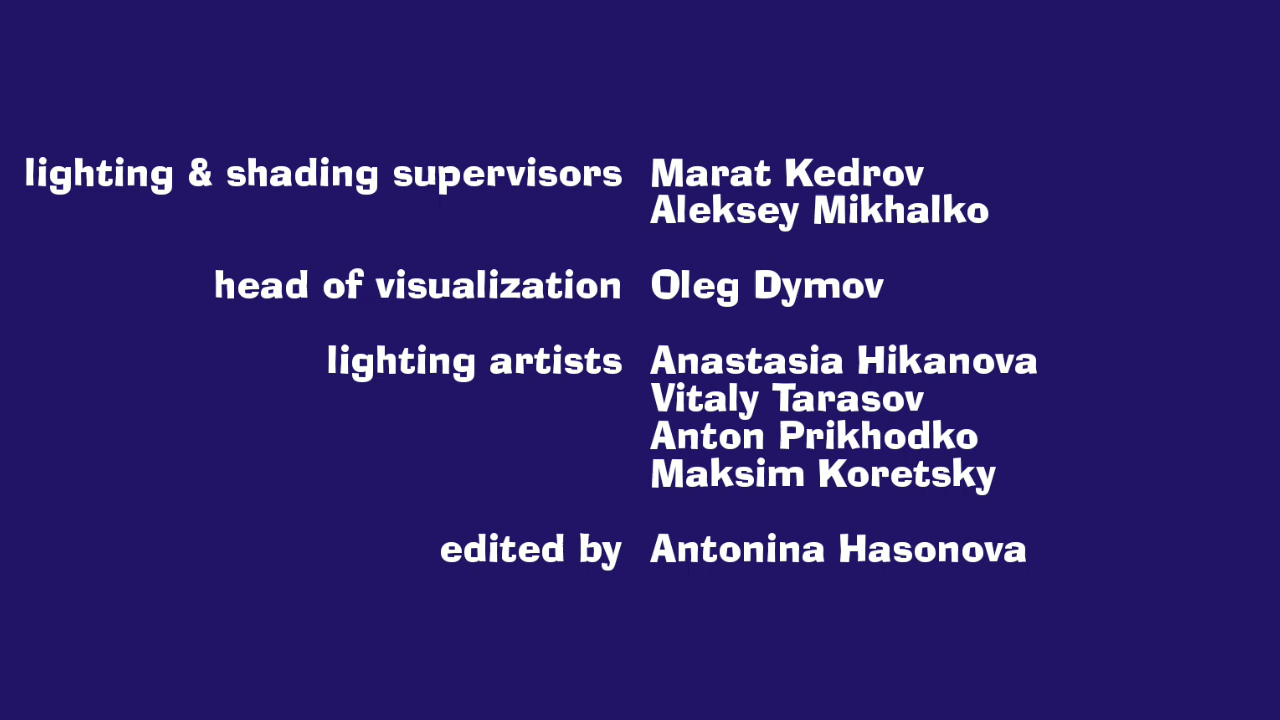 lighting & shading supervisors Marat Kedrov
Aleksey Mikhalko
head of visualization Oleg Dymov
lighting artists Anastasia Hikanova
Vitaly Tarasov
Anton Prikhodko
Maksim Koretsky
edited by Antonina Hasonova